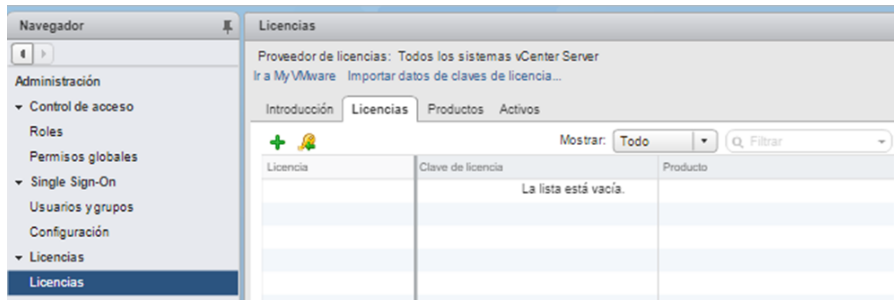 Navegador
Administración
Control de acceso
Roles
Permisos globales
Single Sign-On
Usuarios y grupos
Configuración
Licencias
Licencias
Licencias
Proveedor de licencias: Todos los sistemas vCenter Server
Ir a My VMware Importar datos de claves de licencia...
Introducción Licencias Productos Activos
Mostrar: Todo Filtrar
Licencia Clave de licencia Producto
La lista está vacía.